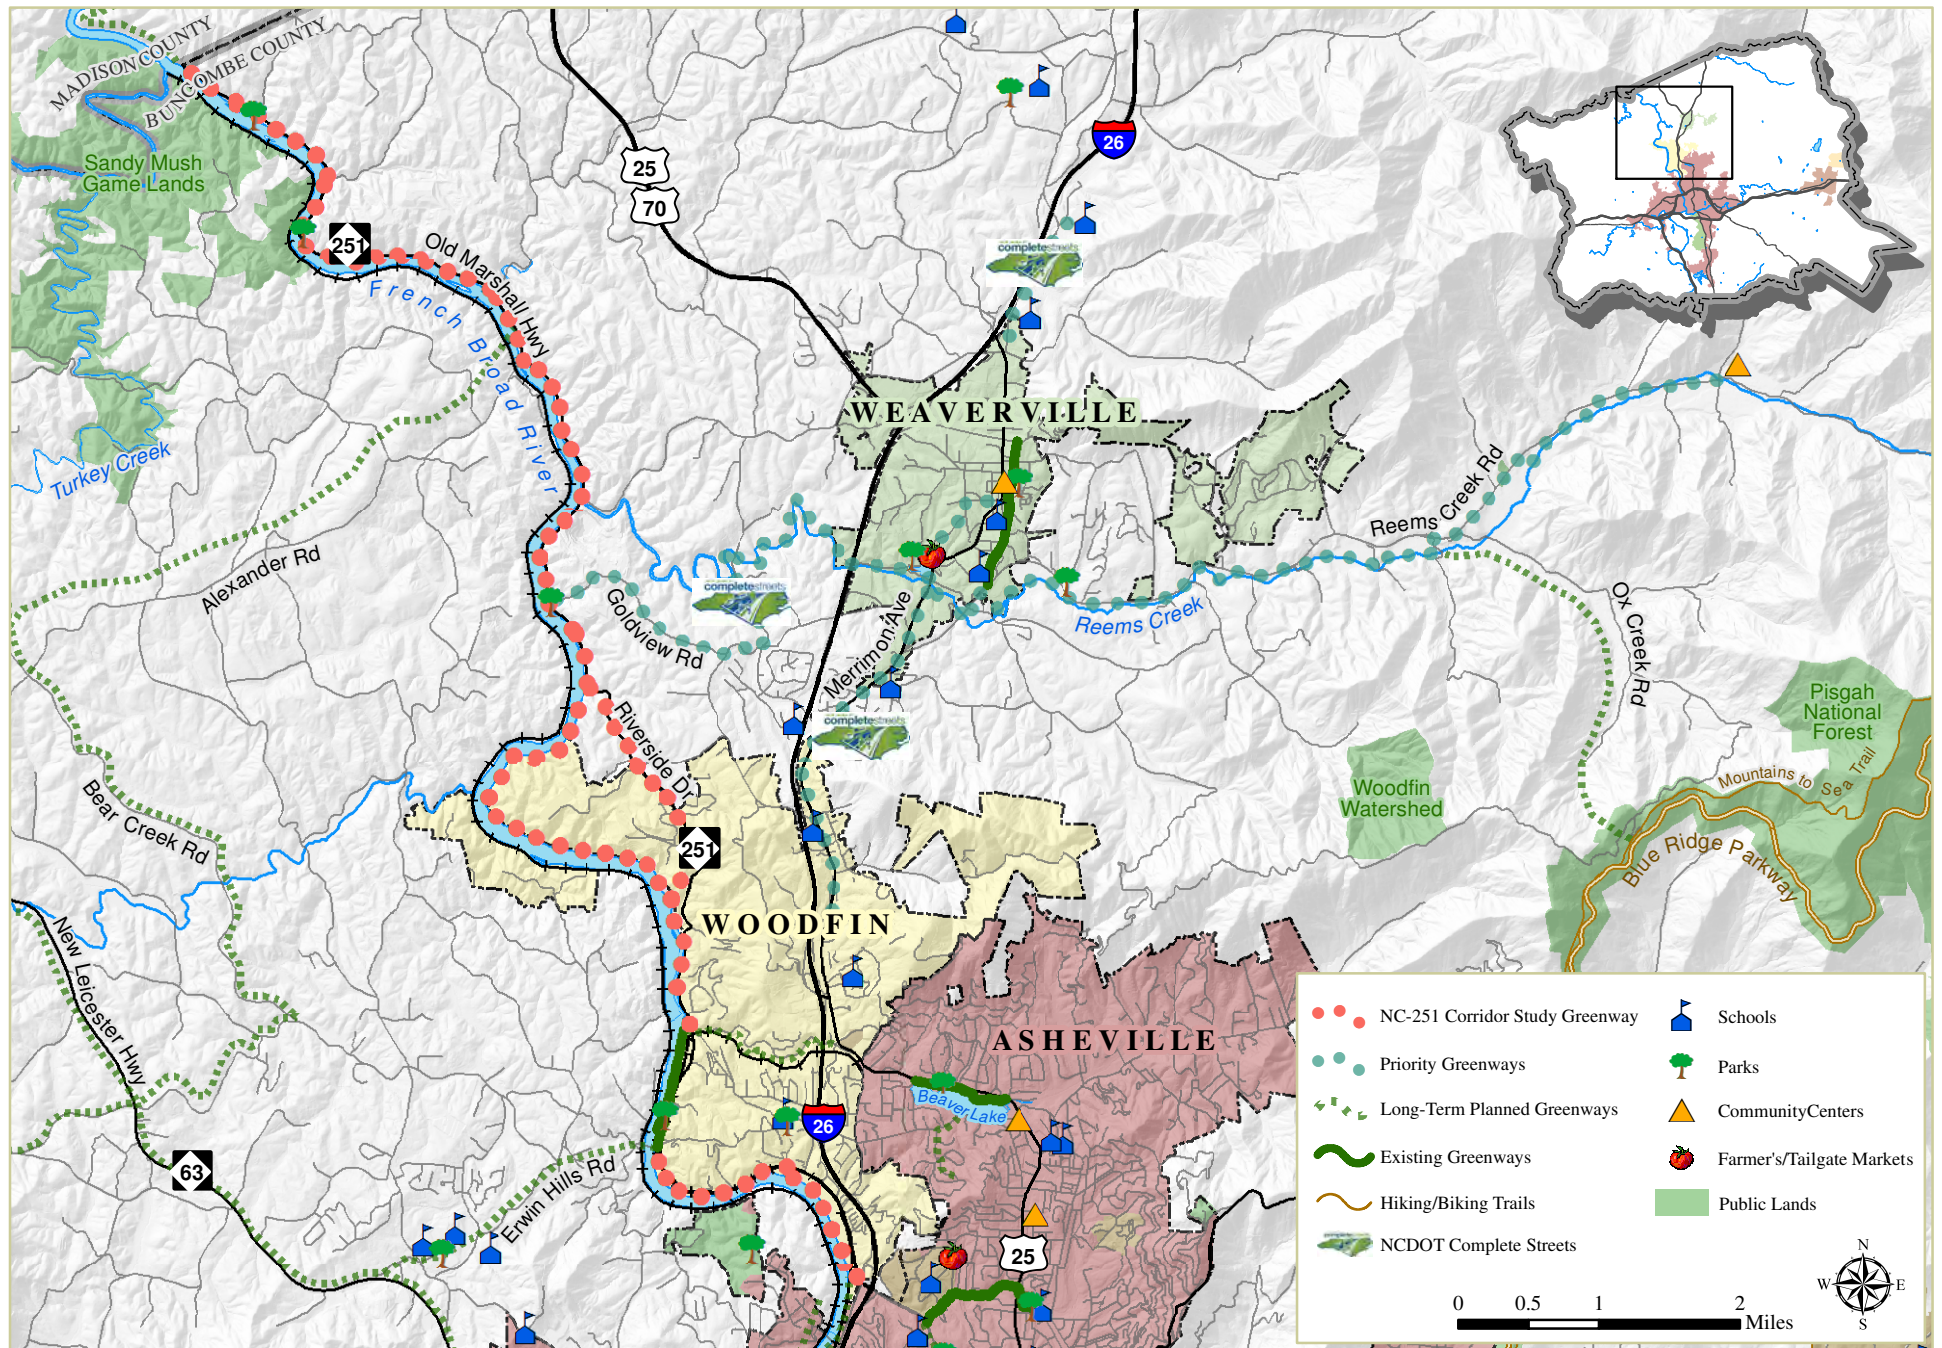 MADISON COUNTY
BUNCOMBE COUNTY
26
25
70
Sandy Mush
Game Lands
251
Old Marshall Hwy
French Broad River
completestreets
WEAVERVILLE
Turkey Creek
Reems Creek Rd
Alexander Rd
completestreets
Goldview Rd
Merrimon Ave
Reems Creek
Ox Creek Rd
Pisgah
National
Forest
Riverside Dr
completestreets
Mountains to Sea Trail
Woodfin
Watershed
Bear Creek Rd
251
Blue Ridge Parkway
WOODFIN
New Leicester Hwy
ASHEVILLE
Beaver Lake
26
63
Erwin Hills Rd
25
NC-251 Corridor Study Greenway
Priority Greenways
Long-Term Planned Greenways
Existing Greenways
Hiking/Biking Trails
NCDOT Complete Streets
Schools
Parks
CommunityCenters
Farmer's/Tailgate Markets
Public Lands
0 0.5 1 2
Miles
N
W E
S